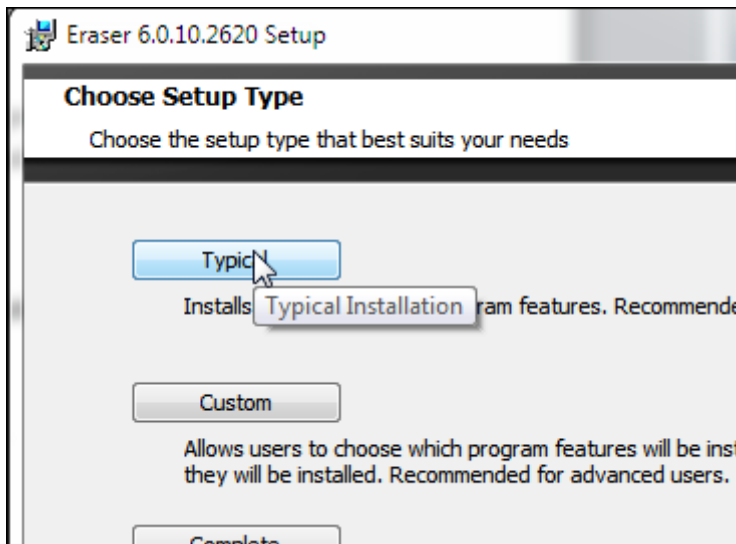 Eraser 6.0.10.2620 Setup
Choose Setup Type
Choose the setup type that best suits your needs
Typical
Installs
Typical Installation
features. Recommende
Custom
Allows users to choose which program features will be inst
they will be installed. Recommended for advanced users.
Complete